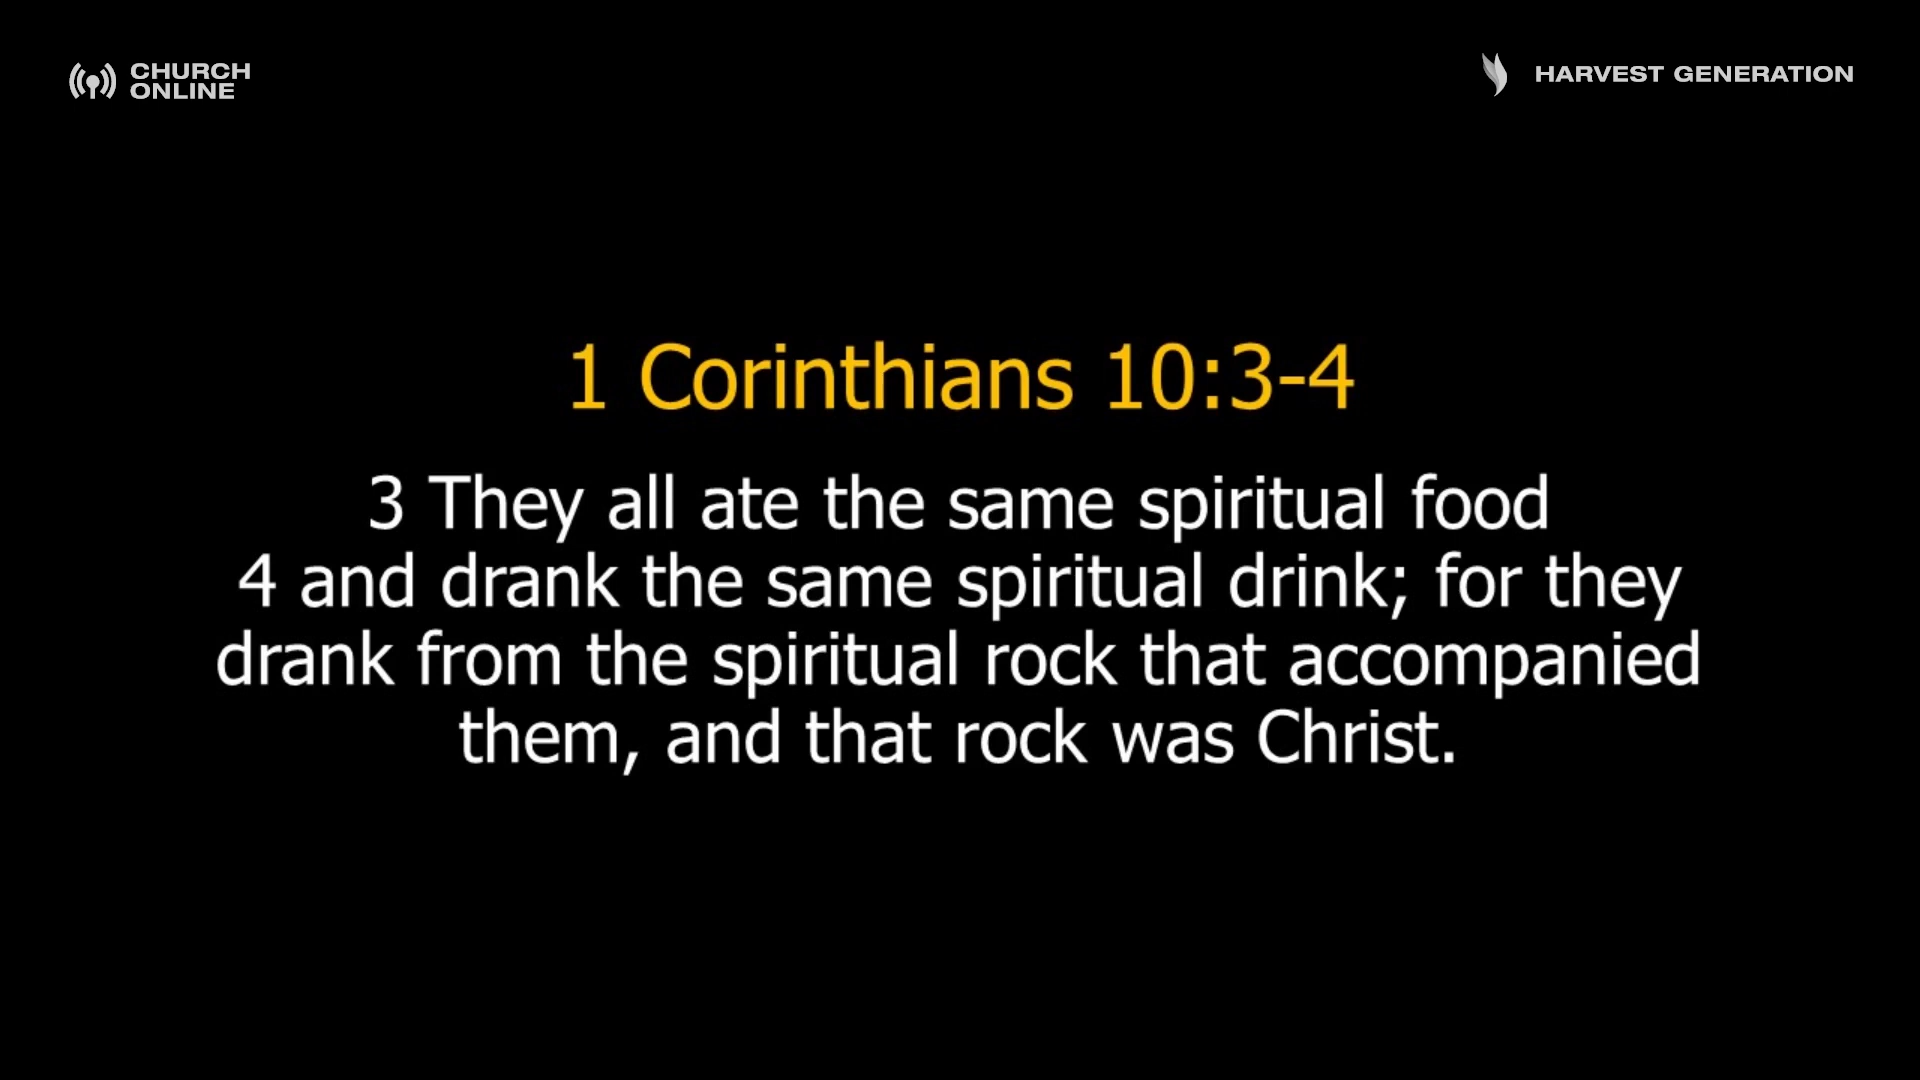 CHURCH
ONLINE
HARVEST GENERATION
1 Corinthians 10:3-4
3 They all ate the same spiritual food
4 and drank the same spiritual drink; for they
drank from the spiritual rock that accompanied
them, and that rock was Christ.